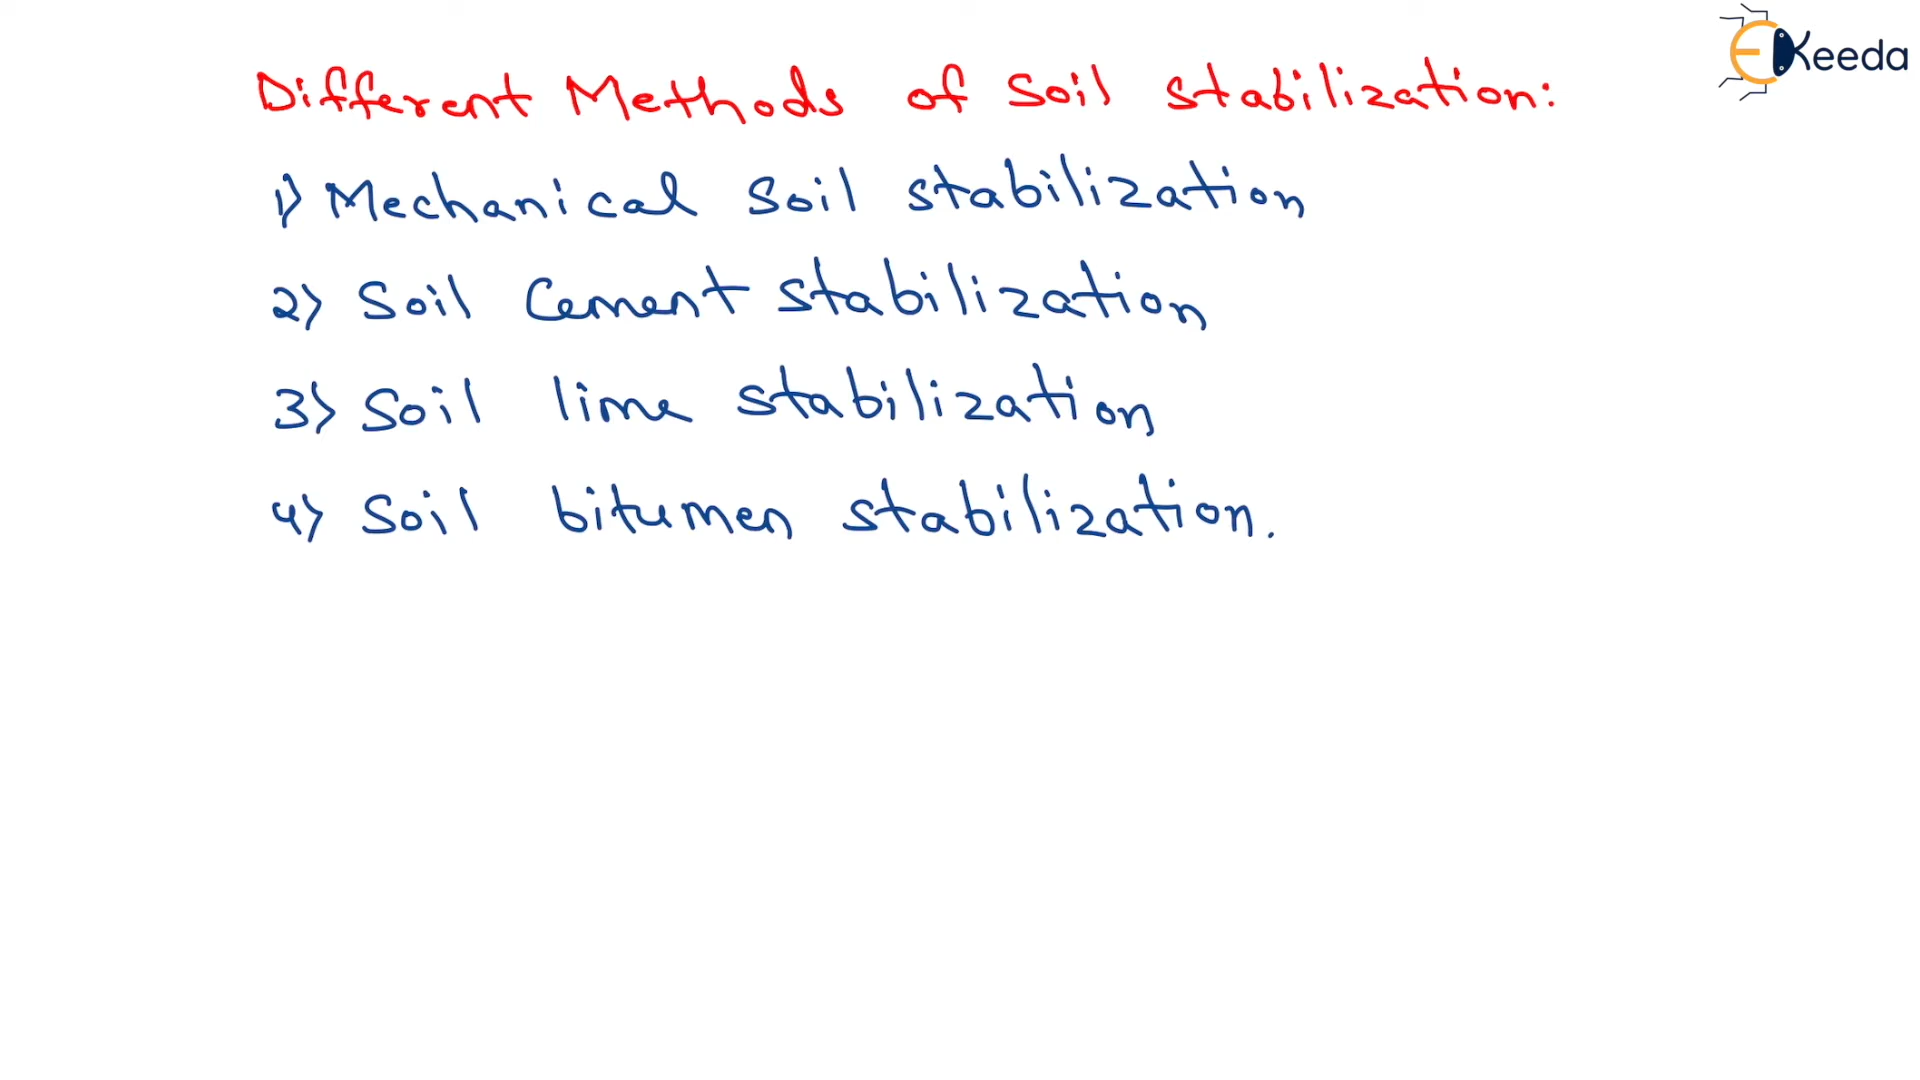 EKeeda
Different Methods of Soil stabilization:
1) Mechanical Soil stabilization
2) Soil Cement stabilization
3) Soil lime stabilization
4) Soil bitumen stabilization.